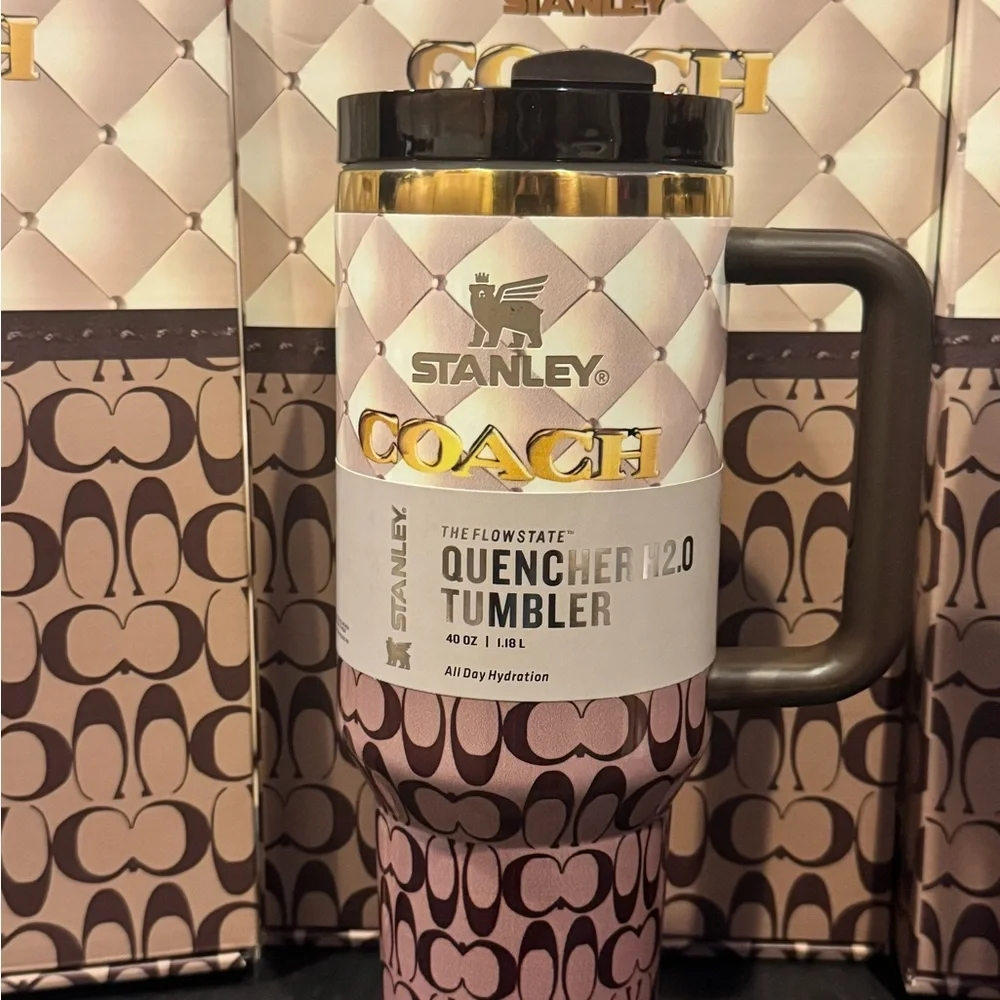 STANLEY
COACH
H
STANLEY®
COACH
STANLEY.
THE FLOWSTATE™
QUENCHER H2.0
TUMBLER
40 OZ | 1.18 L
All Day Hydration